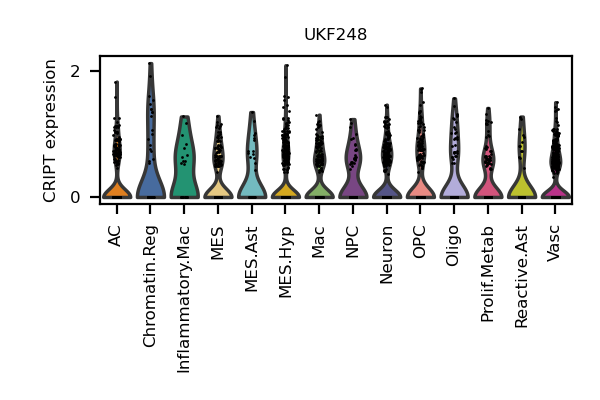 UKF248
CRIPT expression
2
0
AC
Chromatin.Reg
Inflammatory.Mac
MES
MES.Ast
MES.Hyp
Mac
NPC
Neuron
OPC
Oligo
Prolif.Metab
Reactive.Ast
Vasc